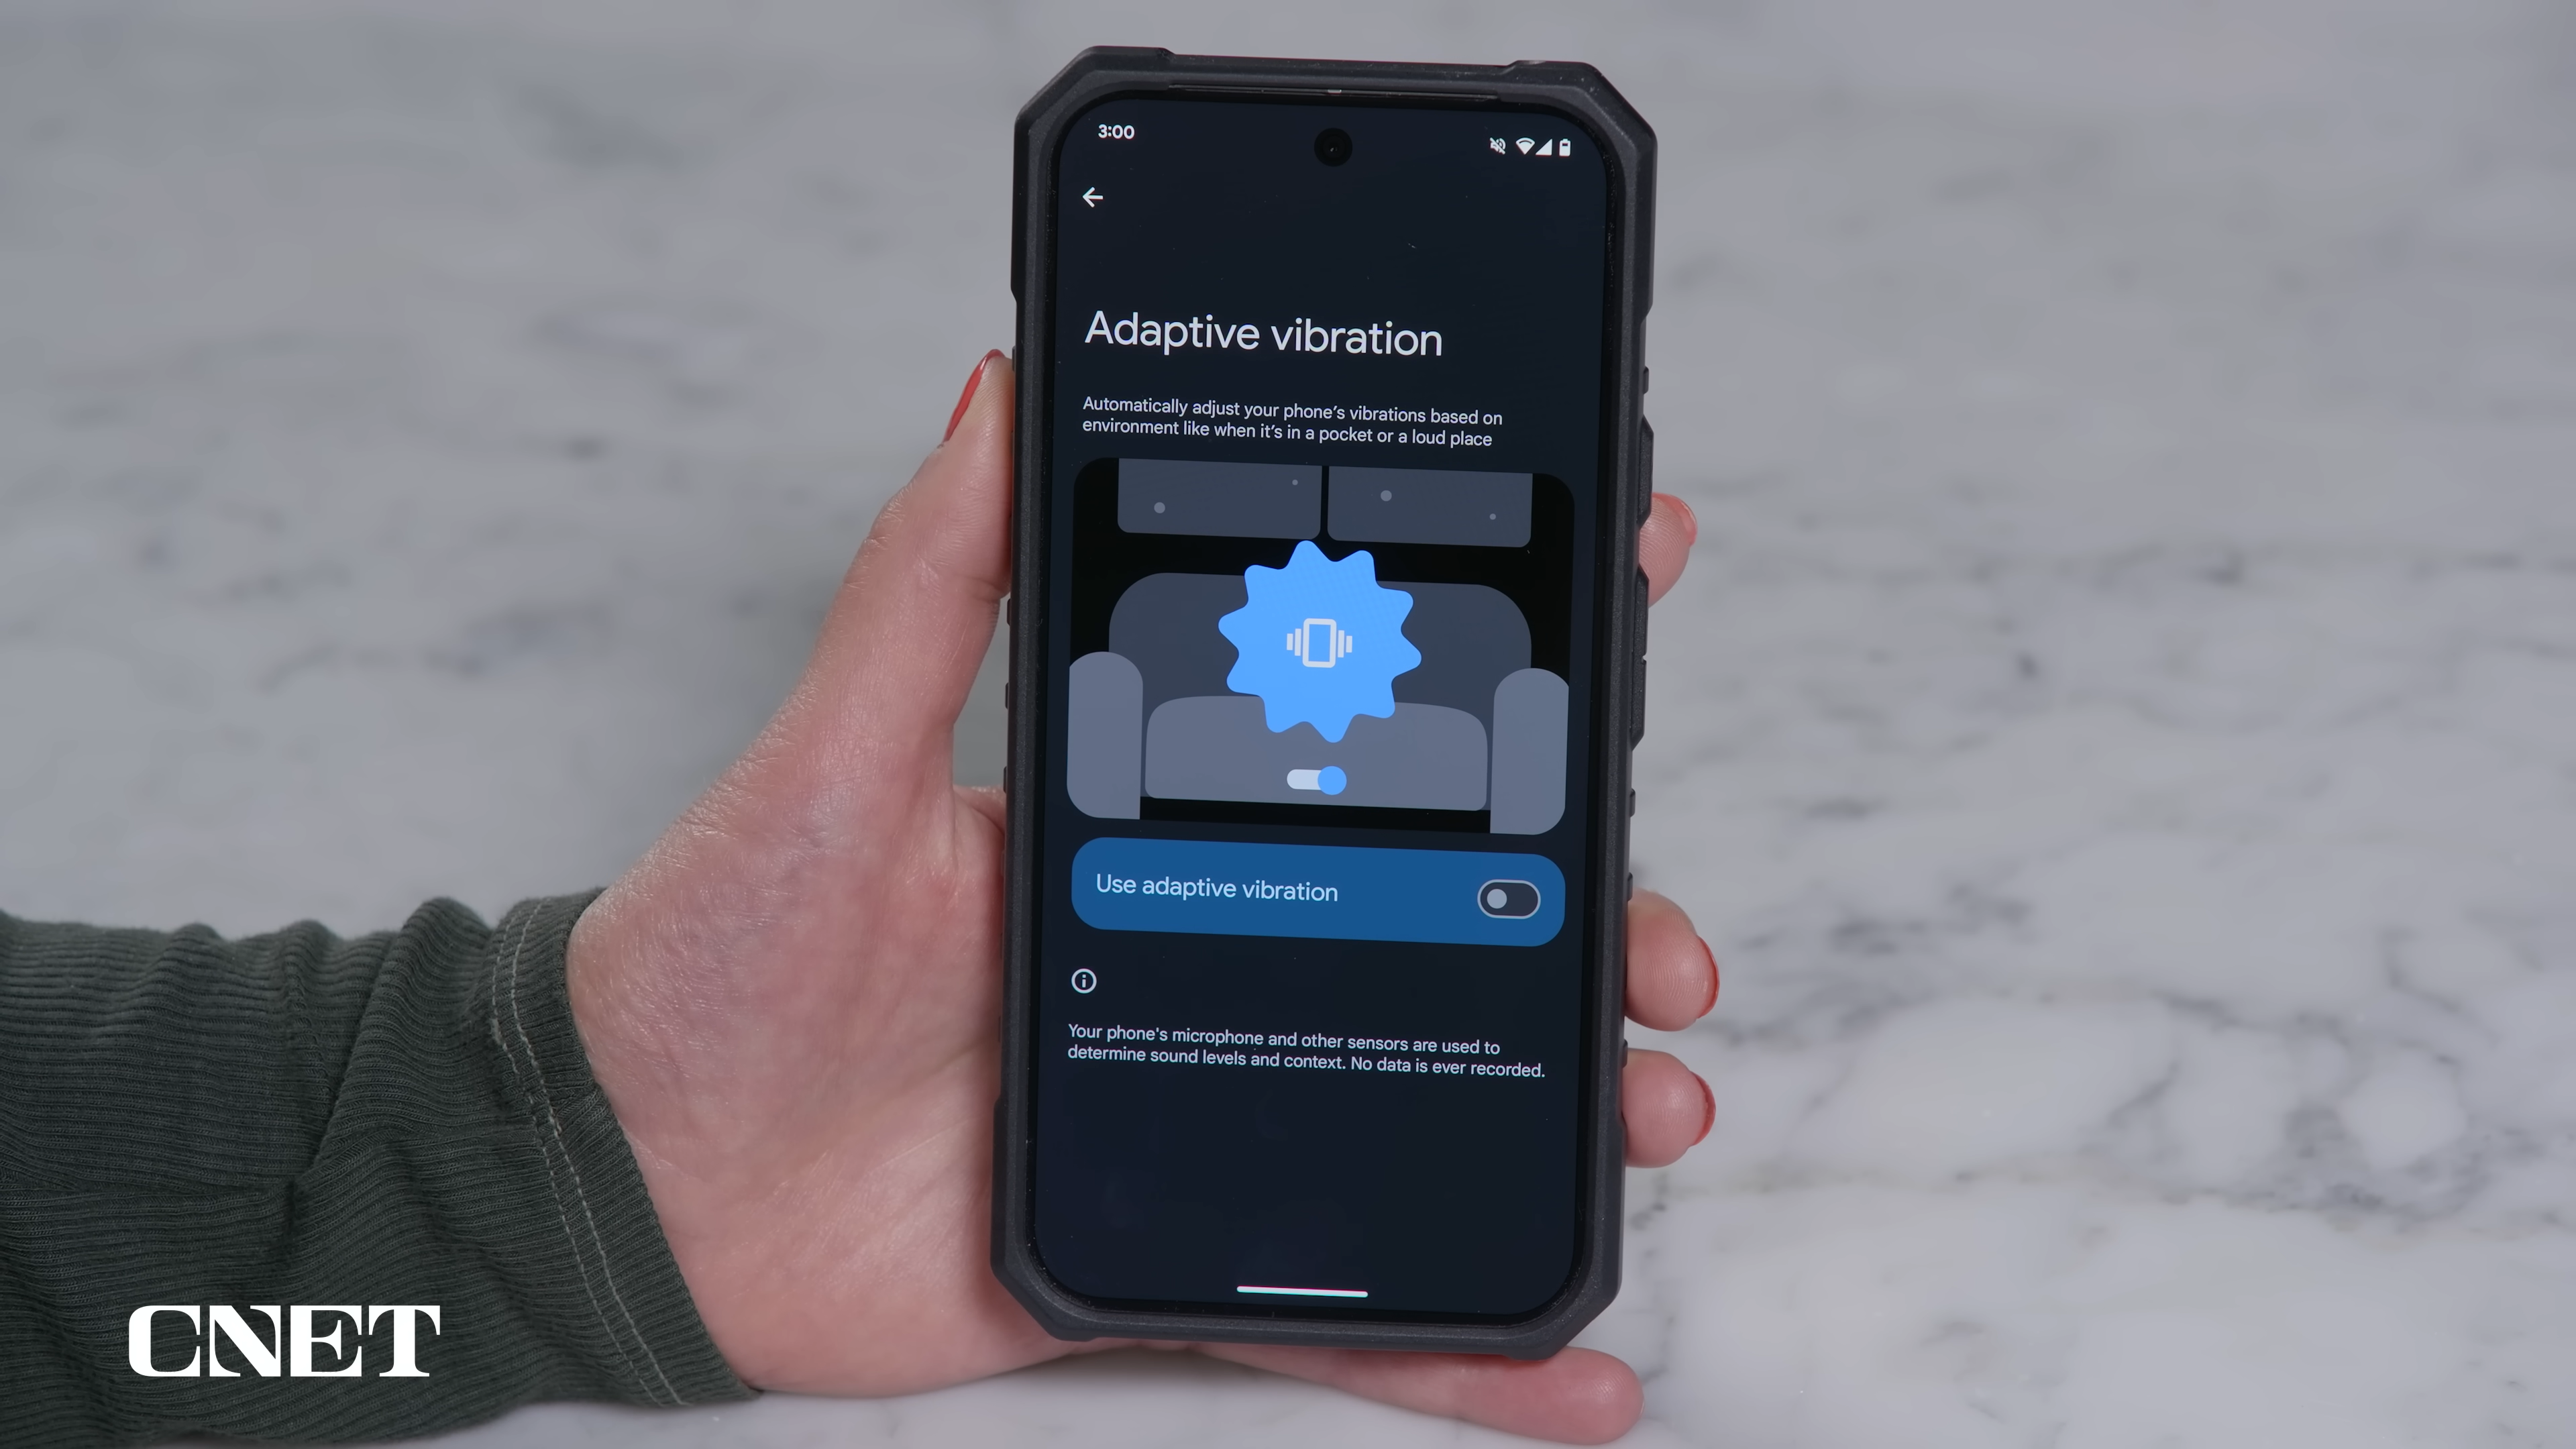 3:00
Adaptive vibration
Automatically adjust your phone's vibrations based on
environment like when it's in a pocket or a loud place
Use adaptive vibration
Your phone's microphone and other sensors are used to
determine sound levels and context. No data is ever recorded.
CNET